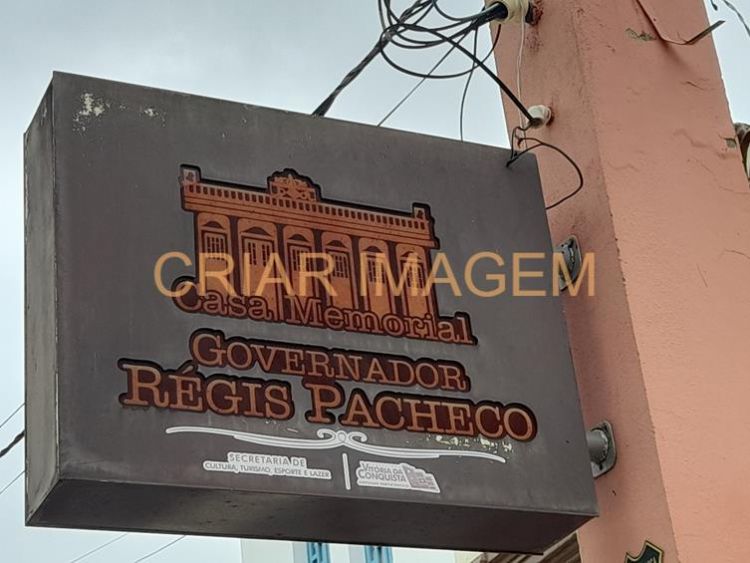 CRIAR IMAGEM
Casa Memorial
GOVERNADOR
RÉGIS PACHECO
SECRETARIA DE
CULTURA, TURISMO, ESPORTE E LAZER
VITÓRIA DA
CONQUISTA